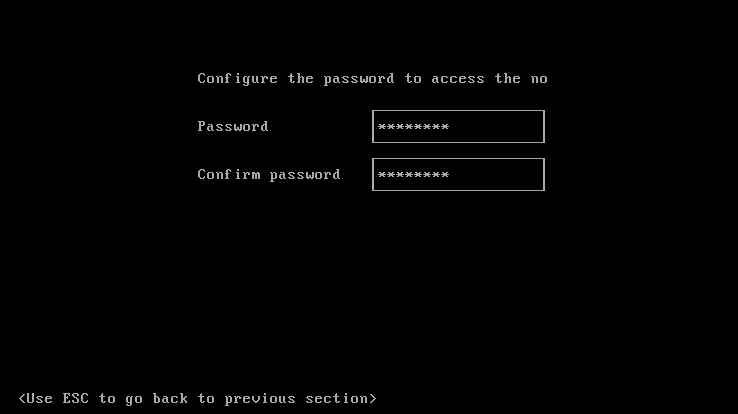 Configure the password to access the no
Password ********
Confirm password ********
<Use ESC to go back to previous section>